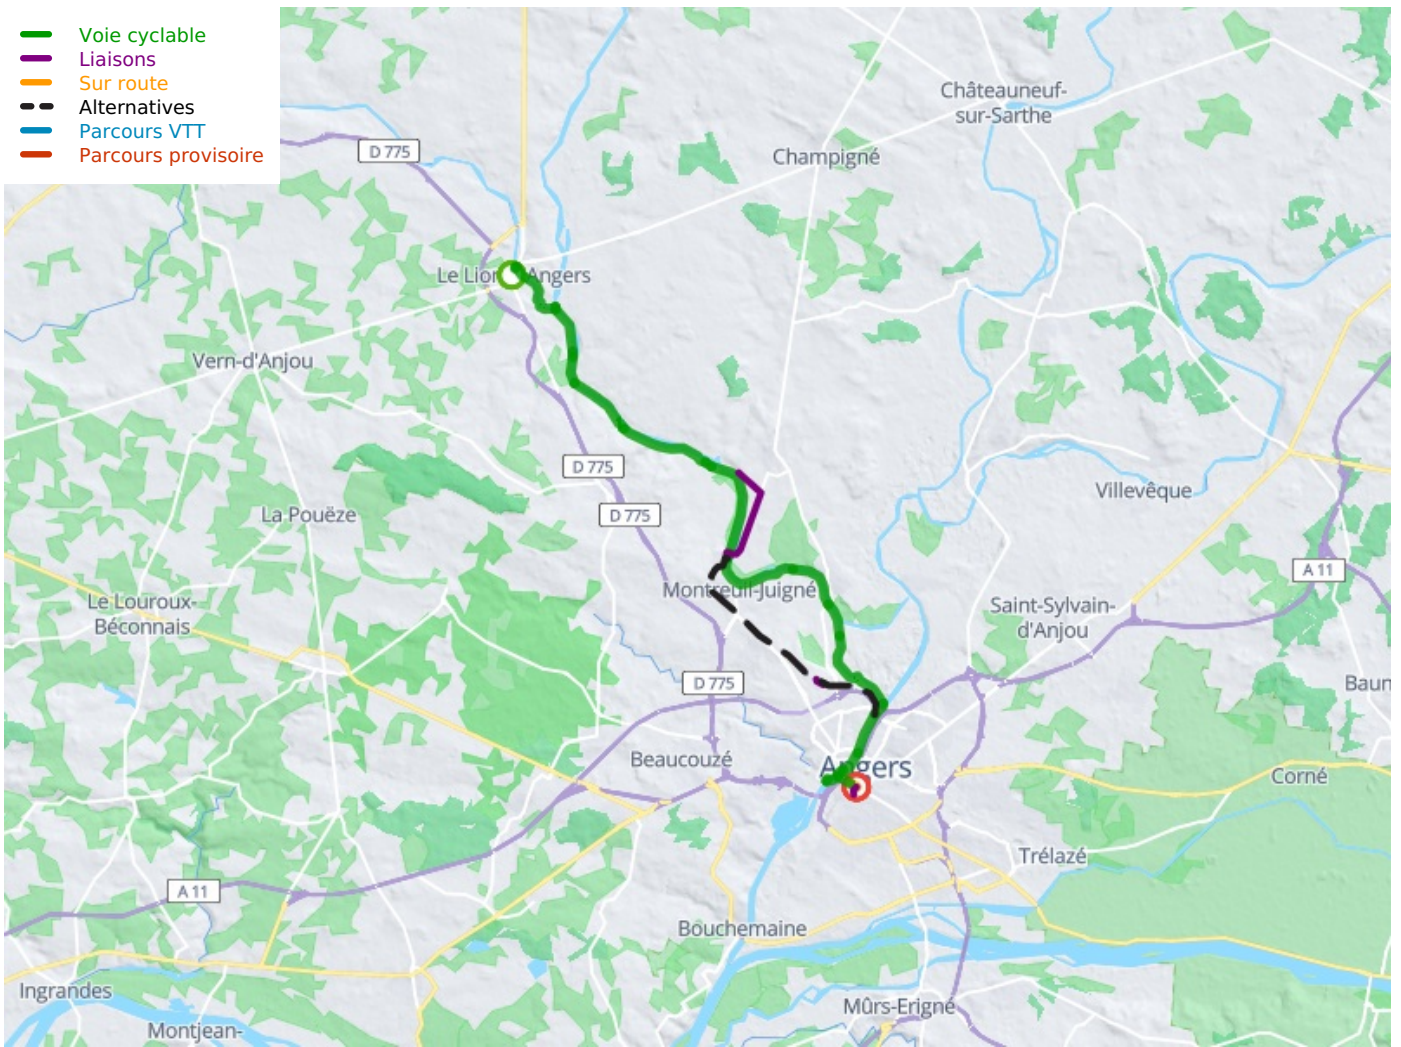 Voie cyclable
Liaisons
Sur route
Alternatives
Parcours VTT
Parcours provisoire
Châteauneuf-
sur-Sarthe
D 775
Champigné
Le Lion Angers
Vern-d'Anjou
D 775
Villevêque
La Pouëze
D 775
A 11
Montreuil-Juigné
Le Louroux-
Béconnais
Saint-Sylvain-
d'Anjou
D 775
Baun
Beaucouzé
Angers
Corné
Trélazé
A 11
Bouchemaine
Ingrandes
Mûrs-Erigné
Montjean-